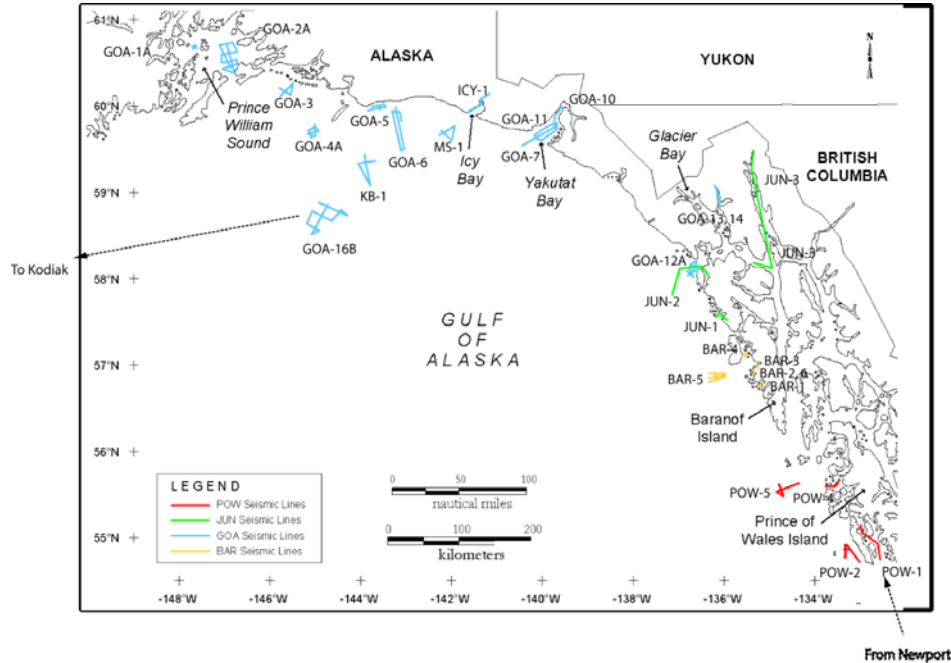 61°N
GOA-2A
GOA-1A
ALASKA
YUKON
N
60°N
Prince
William
Sound
GOA-3
GOA-4A
GOA-5
GOA-6
KB-1
MS-1
ICY-1
Icy
Bay
GOA-10
GOA-11
GOA-7
Yakutat
Bay
Glacier
Bay
BRITISH
COLUMBIA
59°N
JUN-3
GOA-13, 14
GOA-16B
To Kodiak
58°N
GOA-12A
JUN-3
JUN-2
JUN-1
GULF
OF
ALASKA
57°N
BAR-4
BAR-3
BAR-5
BAR-2,6
BAR-1
Baranof
Island
56°N
LEGEND
POW Seismic Lines
JUN Seismic Lines
GOA Seismic Lines
BAR Seismic Lines
0 50 100
nautical miles
0 100 200
kilometers
POW-5
POW-4
Prince of
Wales Island
55°N
POW-2
POW-1
-148°W
-146°W
-144°W
-142°W
-140°W
-138°W
-136°W
-134°W
From Newport